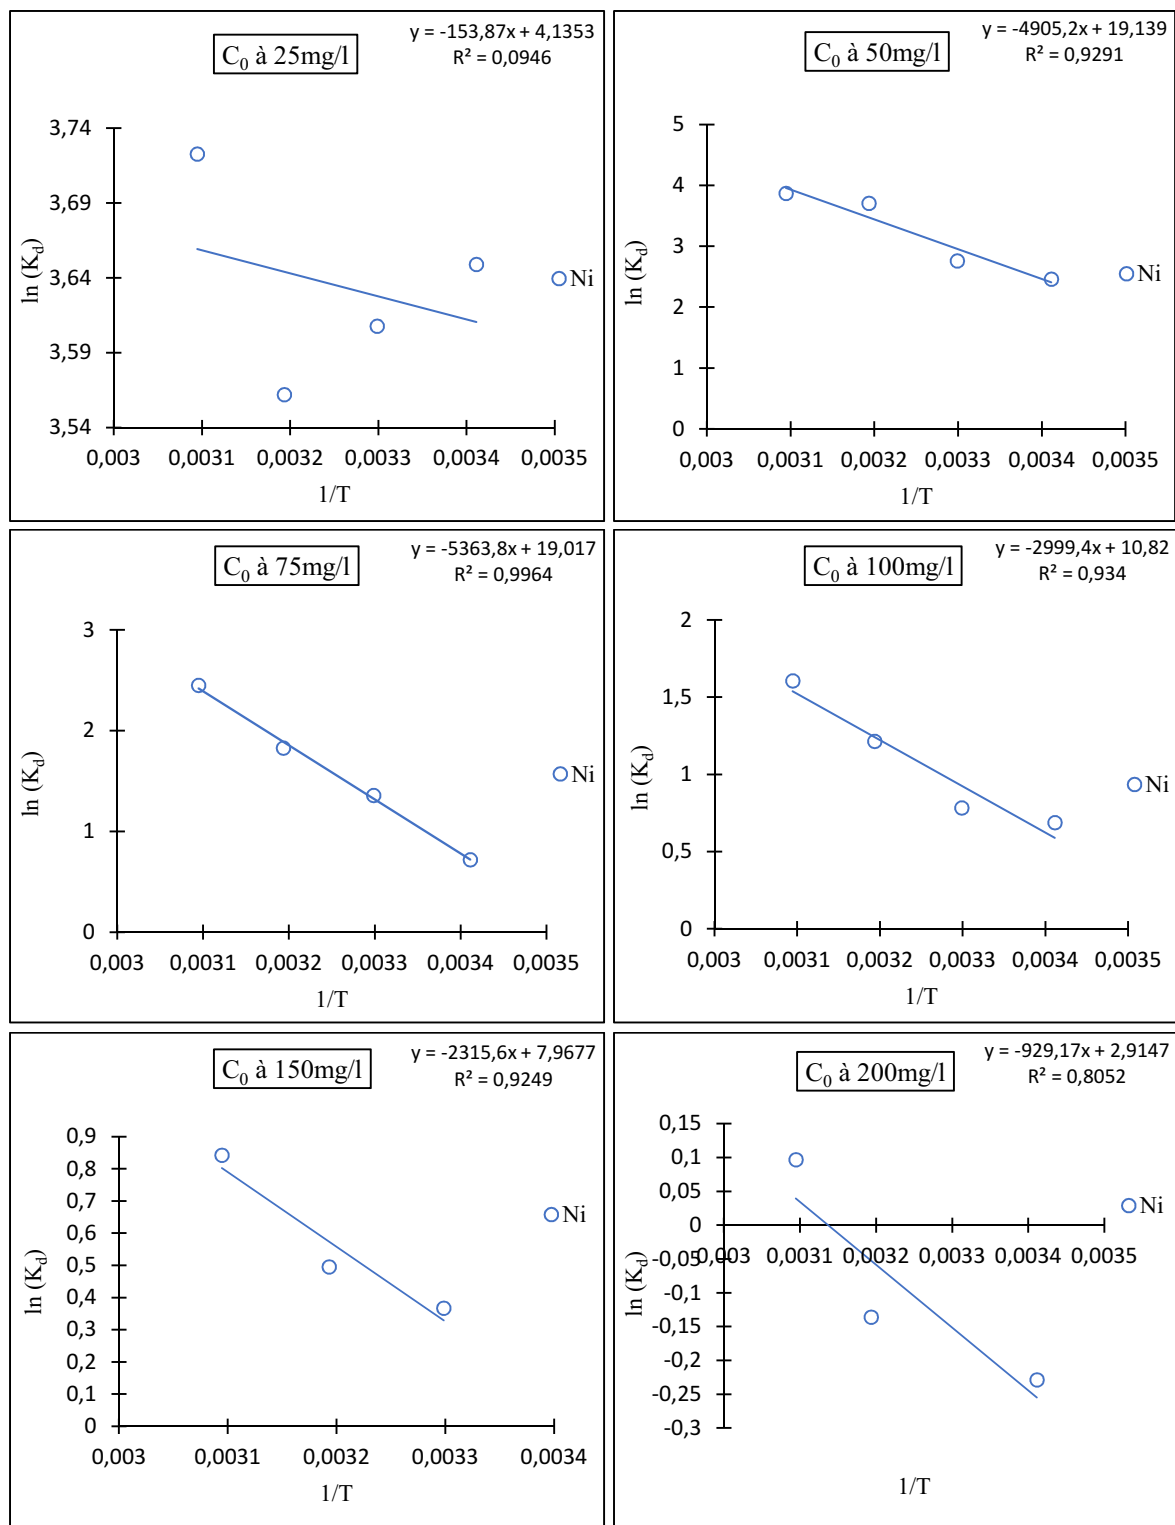 C0 à 25mg/l
y = -153,87x + 4,1353
R² = 0,0946
3,74
3,69
3,64
3,59
3,54
ln (Kd)
0,003 0,0031 0,0032 0,0033 0,0034 0,0035
1/T
Ni
C0 à 50mg/l
y = -4905,2x + 19,139
R² = 0,9291
5
4
3
2
1
0
ln (Kd)
0,003 0,0031 0,0032 0,0033 0,0034 0,0035
1/T
Ni
C0 à 75mg/l
y = -5363,8x + 19,017
R² = 0,9964
3
2
1
0
ln (Kd)
0,003 0,0031 0,0032 0,0033 0,0034 0,0035
1/T
Ni
C0 à 100mg/l
y = -2999,4x + 10,82
R² = 0,934
2
1,5
1
0,5
0
ln (Kd)
0,003 0,0031 0,0032 0,0033 0,0034 0,0035
1/T
Ni
C0 à 150mg/l
y = -2315,6x + 7,9677
R² = 0,9249
0,9
0,8
0,7
0,6
0,5
0,4
0,3
0,2
0,1
0
ln (Kd)
0,003 0,0031 0,0032 0,0033 0,0034
1/T
Ni
C0 à 200mg/l
y = -929,17x + 2,9147
R² = 0,8052
0,15
0,1
0,05
0
-0,05
-0,1
-0,15
-0,2
-0,25
-0,3
ln (Kd)
0,003 0,0031 0,0032 0,0033 0,0034 0,0035
1/T
Ni